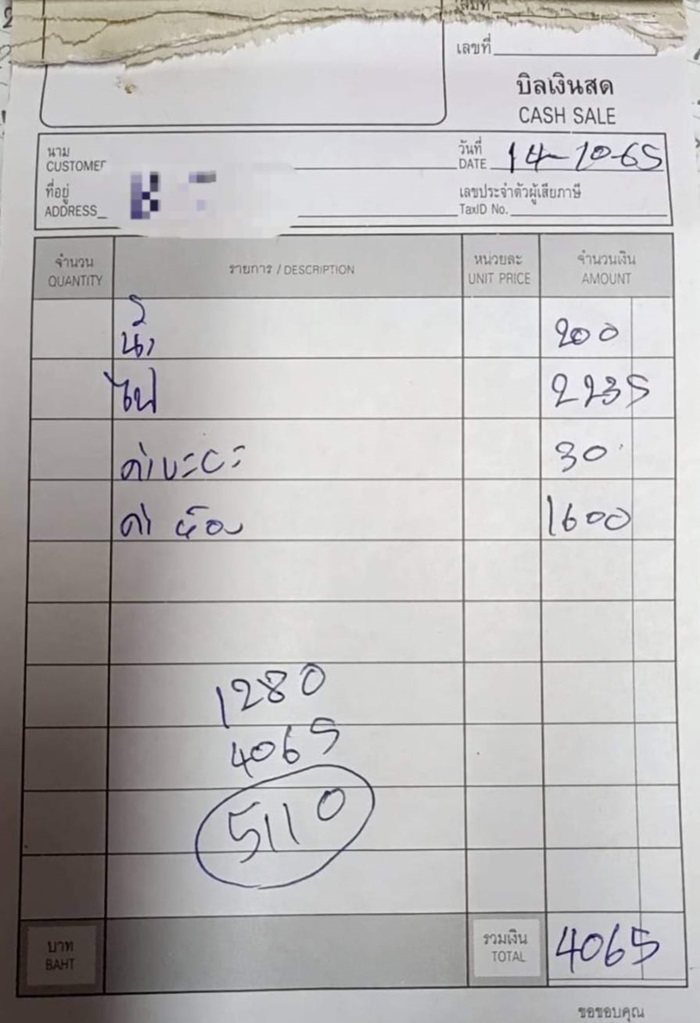 เลขที่
บิลเงินสด
CASH SALE
นาม
CUSTOMER
วันที่
DATE 14-10-65
ที่อยู่
ADDRESS
เลขประจำตัวผู้เสียภาษี
TaxID No.
จำนวน รายการ / DESCRIPTION หน่วยละ จำนวนเงิน
QUANTITY UNIT PRICE AMOUNT
น้ำ 200
ไฟ 2235
ค่าขะยะ 30
ค่าห้อง 1600
1280
4065
5110
บาท
BAHT
รวมเงิน
TOTAL
4065
ขอขอบคุณ